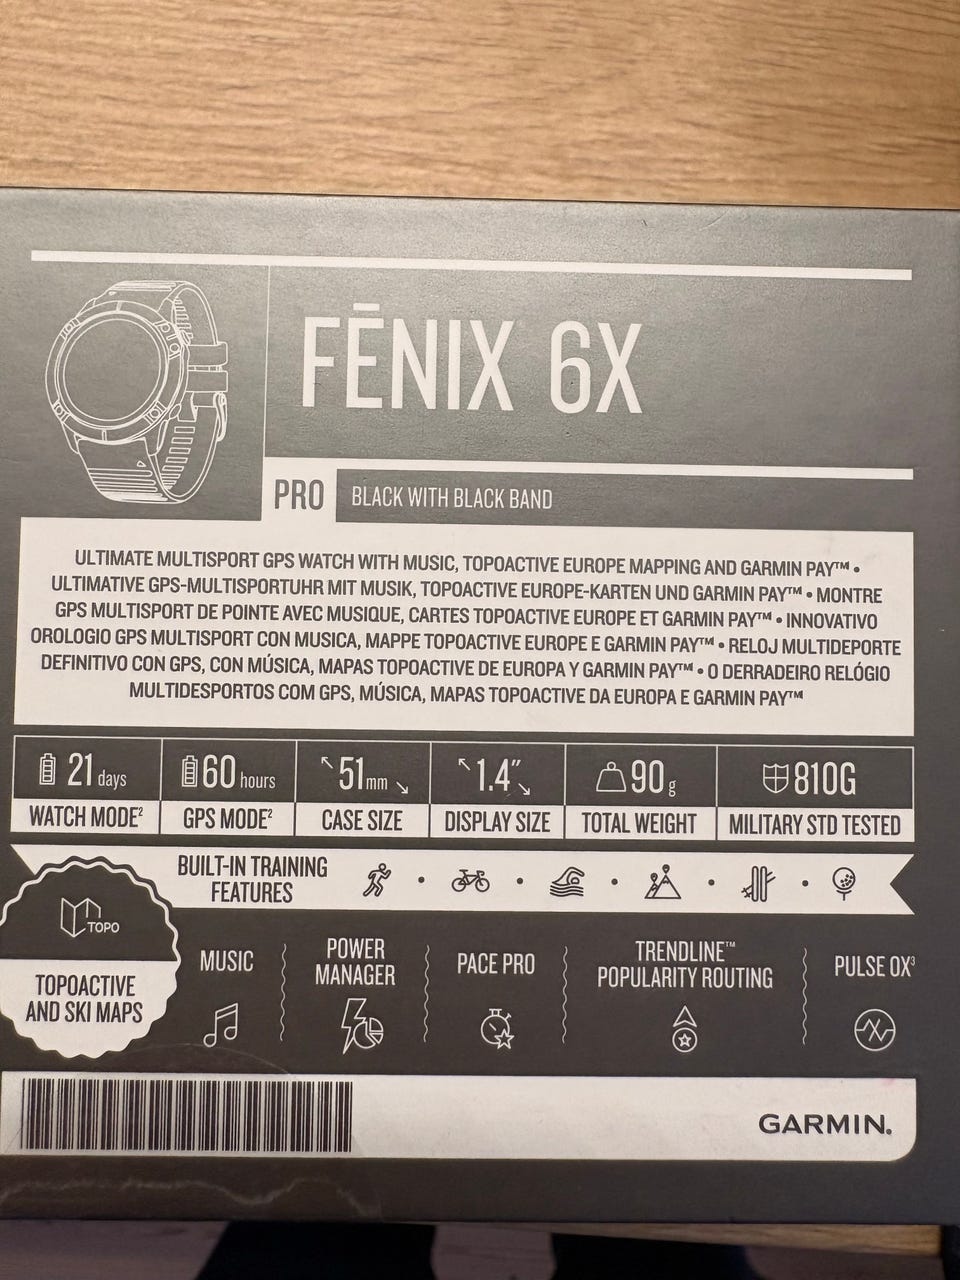 FĒNIX 6X
PRO
BLACK WITH BLACK BAND
ULTIMATE MULTISPORT GPS WATCH WITH MUSIC, TOPOACTIVE EUROPE MAPPING AND GARMIN PAY™ •
ULTIMATIVE GPS-MULTISPORTUHR MIT MUSIK, TOPOACTIVE EUROPE-KARTEN UND GARMIN PAY™ • MONTRE
GPS MULTISPORT DE POINTE AVEC MUSIQUE, CARTES TOPOACTIVE EUROPE ET GARMIN PAY™ • INNOVATIVO
OROLOGIO GPS MULTISPORT CON MUSICA, MAPPE TOPOACTIVE EUROPE E GARMIN PAY™ • RELOJ MULTIDEPORTE
DEFINITIVO CON GPS, CON MÚSICA, MAPAS TOPOACTIVE DE EUROPA Y GARMIN PAY™ • O DERRADEIRO RELÓGIO
MULTIDESPORTOS COM GPS, MÚSICA, MAPAS TOPOACTIVE DA EUROPA E GARMIN PAY™
21 days
WATCH MODE²
60 hours
GPS MODE²
51mm
CASE SIZE
1.4″
DISPLAY SIZE
90g
TOTAL WEIGHT
810G
MILITARY STD TESTED
BUILT-IN TRAINING
FEATURES
TOPO
TOPOACTIVE
AND SKI MAPS
MUSIC
POWER
MANAGER
PACE PRO
TRENDLINE™
POPULARITY ROUTING
PULSE OX³
GARMIN.